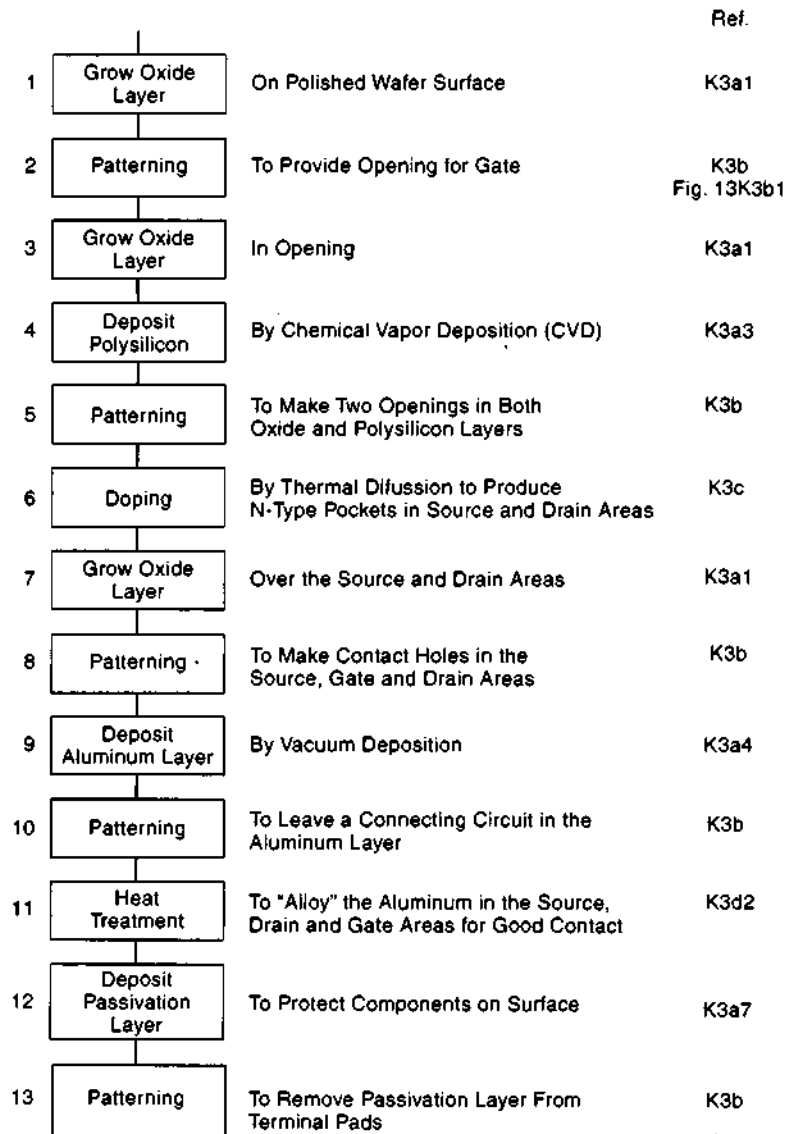 Ref.
1 Grow Oxide Layer On Polished Wafer Surface K3a1
2 Patterning To Provide Opening for Gate K3b
Fig. 13K3b1
3 Grow Oxide Layer In Opening K3a1
4 Deposit Polysilicon By Chemical Vapor Deposition (CVD) K3a3
5 Patterning To Make Two Openings in Both K3b
Oxide and Polysilicon Layers
6 Doping By Thermal Difussion to Produce K3c
N-Type Pockets in Source and Drain Areas
7 Grow Oxide Layer Over the Source and Drain Areas K3a1
8 Patterning To Make Contact Holes in the K3b
Source, Gate and Drain Areas
9 Deposit Aluminum Layer By Vacuum Deposition K3a4
10 Patterning To Leave a Connecting Circuit in the K3b
Aluminum Layer
11 Heat Treatment To "Alloy" the Aluminum in the Source, K3d2
Drain and Gate Areas for Good Contact
12 Deposit Passivation Layer To Protect Components on Surface K3a7
13 Patterning To Remove Passivation Layer From K3b
Terminal Pads